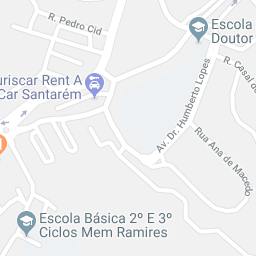 R. Pedro Cid
Escola
Doutor
uriscar Rent A
Car Santarém
Av. Dr. Humberto Lopes
R. Casal do
Rua Ana de Macedo
Escola Básica 2º E 3º
Ciclos Mem Ramires